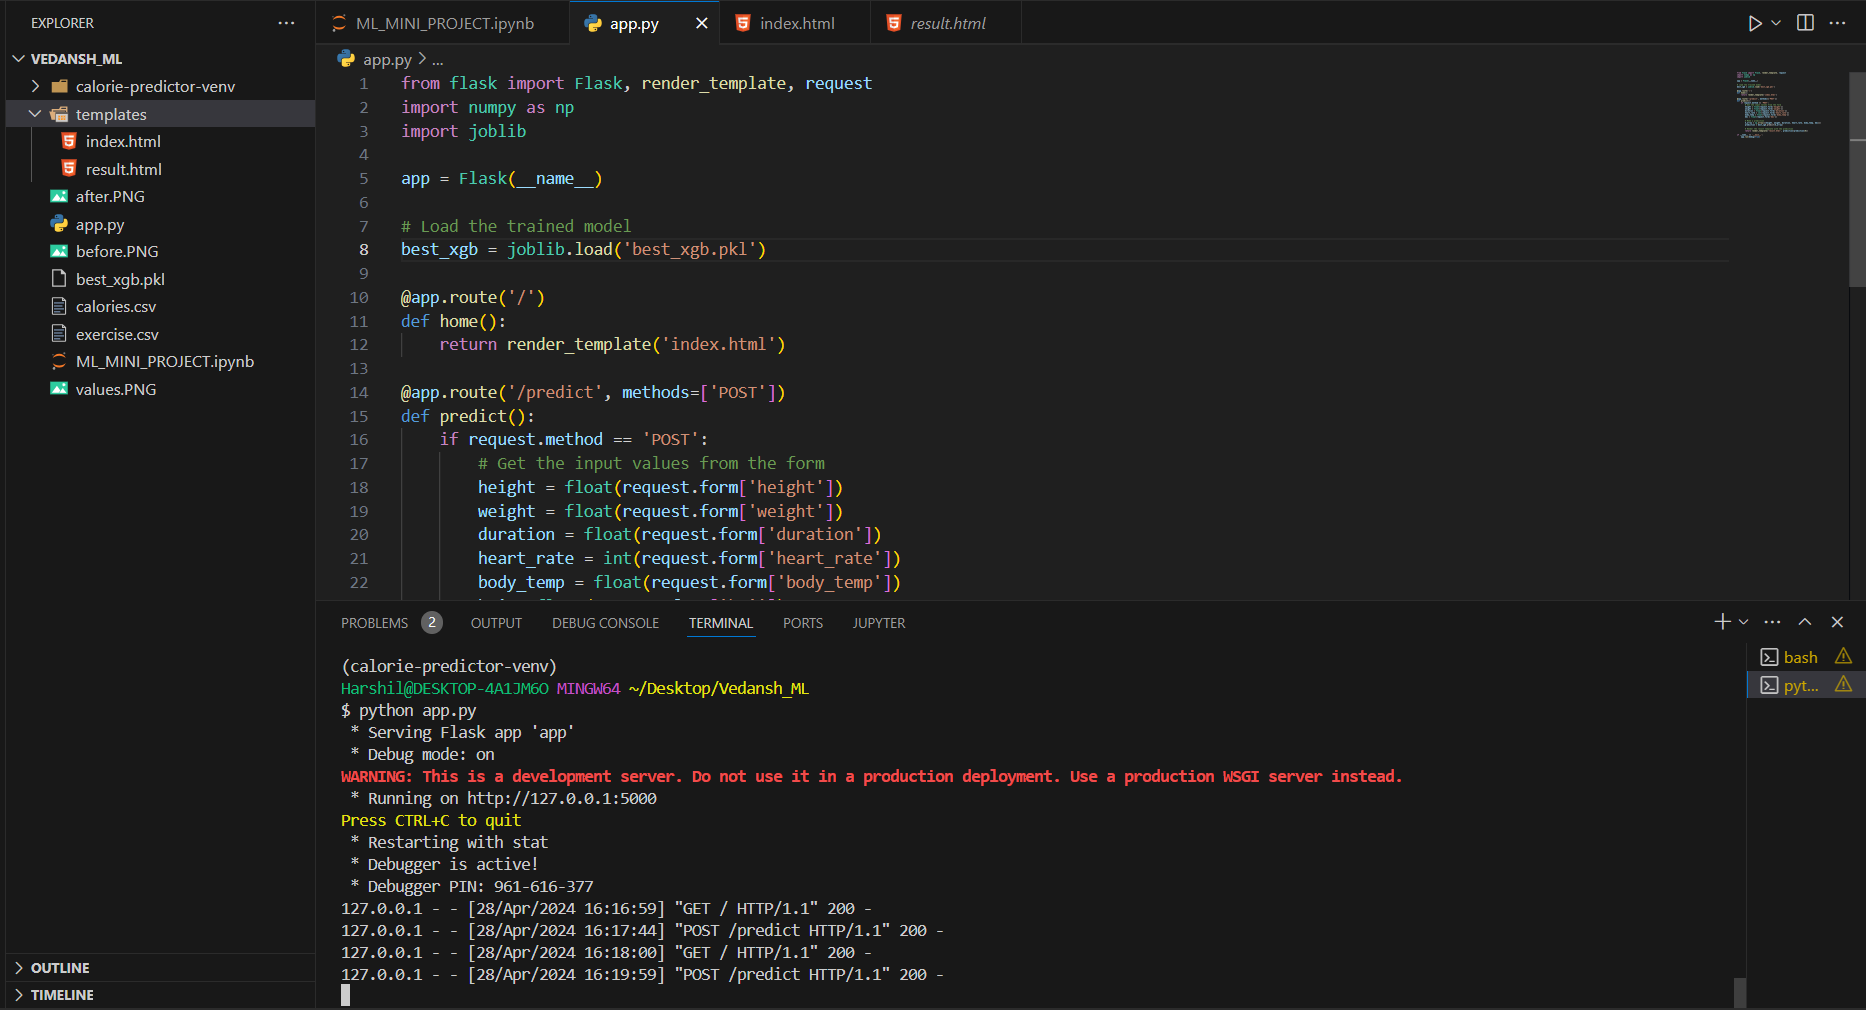 EXPLORER
VEDANSH_ML
calorie-predictor-venv
templates
index.html
result.html
after.PNG
app.py
before.PNG
best_xgb.pkl
calories.csv
exercise.csv
ML_MINI_PROJECT.ipynb
values.PNG
OUTLINE
TIMELINE
ML_MINI_PROJECT.ipynb app.py index.html result.html
app.py > ...
1 from flask import Flask, render_template, request
2 import numpy as np
3 import joblib
4
5 app = Flask(__name__)
6
7 # Load the trained model
8 best_xgb = joblib.load('best_xgb.pkl')
9
10 @app.route('/')
11 def home():
12 return render_template('index.html')
13
14 @app.route('/predict', methods=['POST'])
15 def predict():
16 if request.method == 'POST':
17 # Get the input values from the form
18 height = float(request.form['height'])
19 weight = float(request.form['weight'])
20 duration = float(request.form['duration'])
21 heart_rate = int(request.form['heart_rate'])
22 body_temp = float(request.form['body_temp'])
PROBLEMS 2 OUTPUT DEBUG CONSOLE TERMINAL PORTS JUPYTER
(calorie-predictor-venv)
Harshil@DESKTOP-4A1JM6O MINGW64 ~/Desktop/Vedansh_ML
$ python app.py
* Serving Flask app 'app'
* Debug mode: on
WARNING: This is a development server. Do not use it in a production deployment. Use a production WSGI server instead.
* Running on http://127.0.0.1:5000
Press CTRL+C to quit
* Restarting with stat
* Debugger is active!
* Debugger PIN: 961-616-377
127.0.0.1 - - [28/Apr/2024 16:16:59] "GET / HTTP/1.1" 200 -
127.0.0.1 - - [28/Apr/2024 16:17:44] "POST /predict HTTP/1.1" 200 -
127.0.0.1 - - [28/Apr/2024 16:18:00] "GET / HTTP/1.1" 200 -
127.0.0.1 - - [28/Apr/2024 16:19:59] "POST /predict HTTP/1.1" 200 -
bash
pyt...